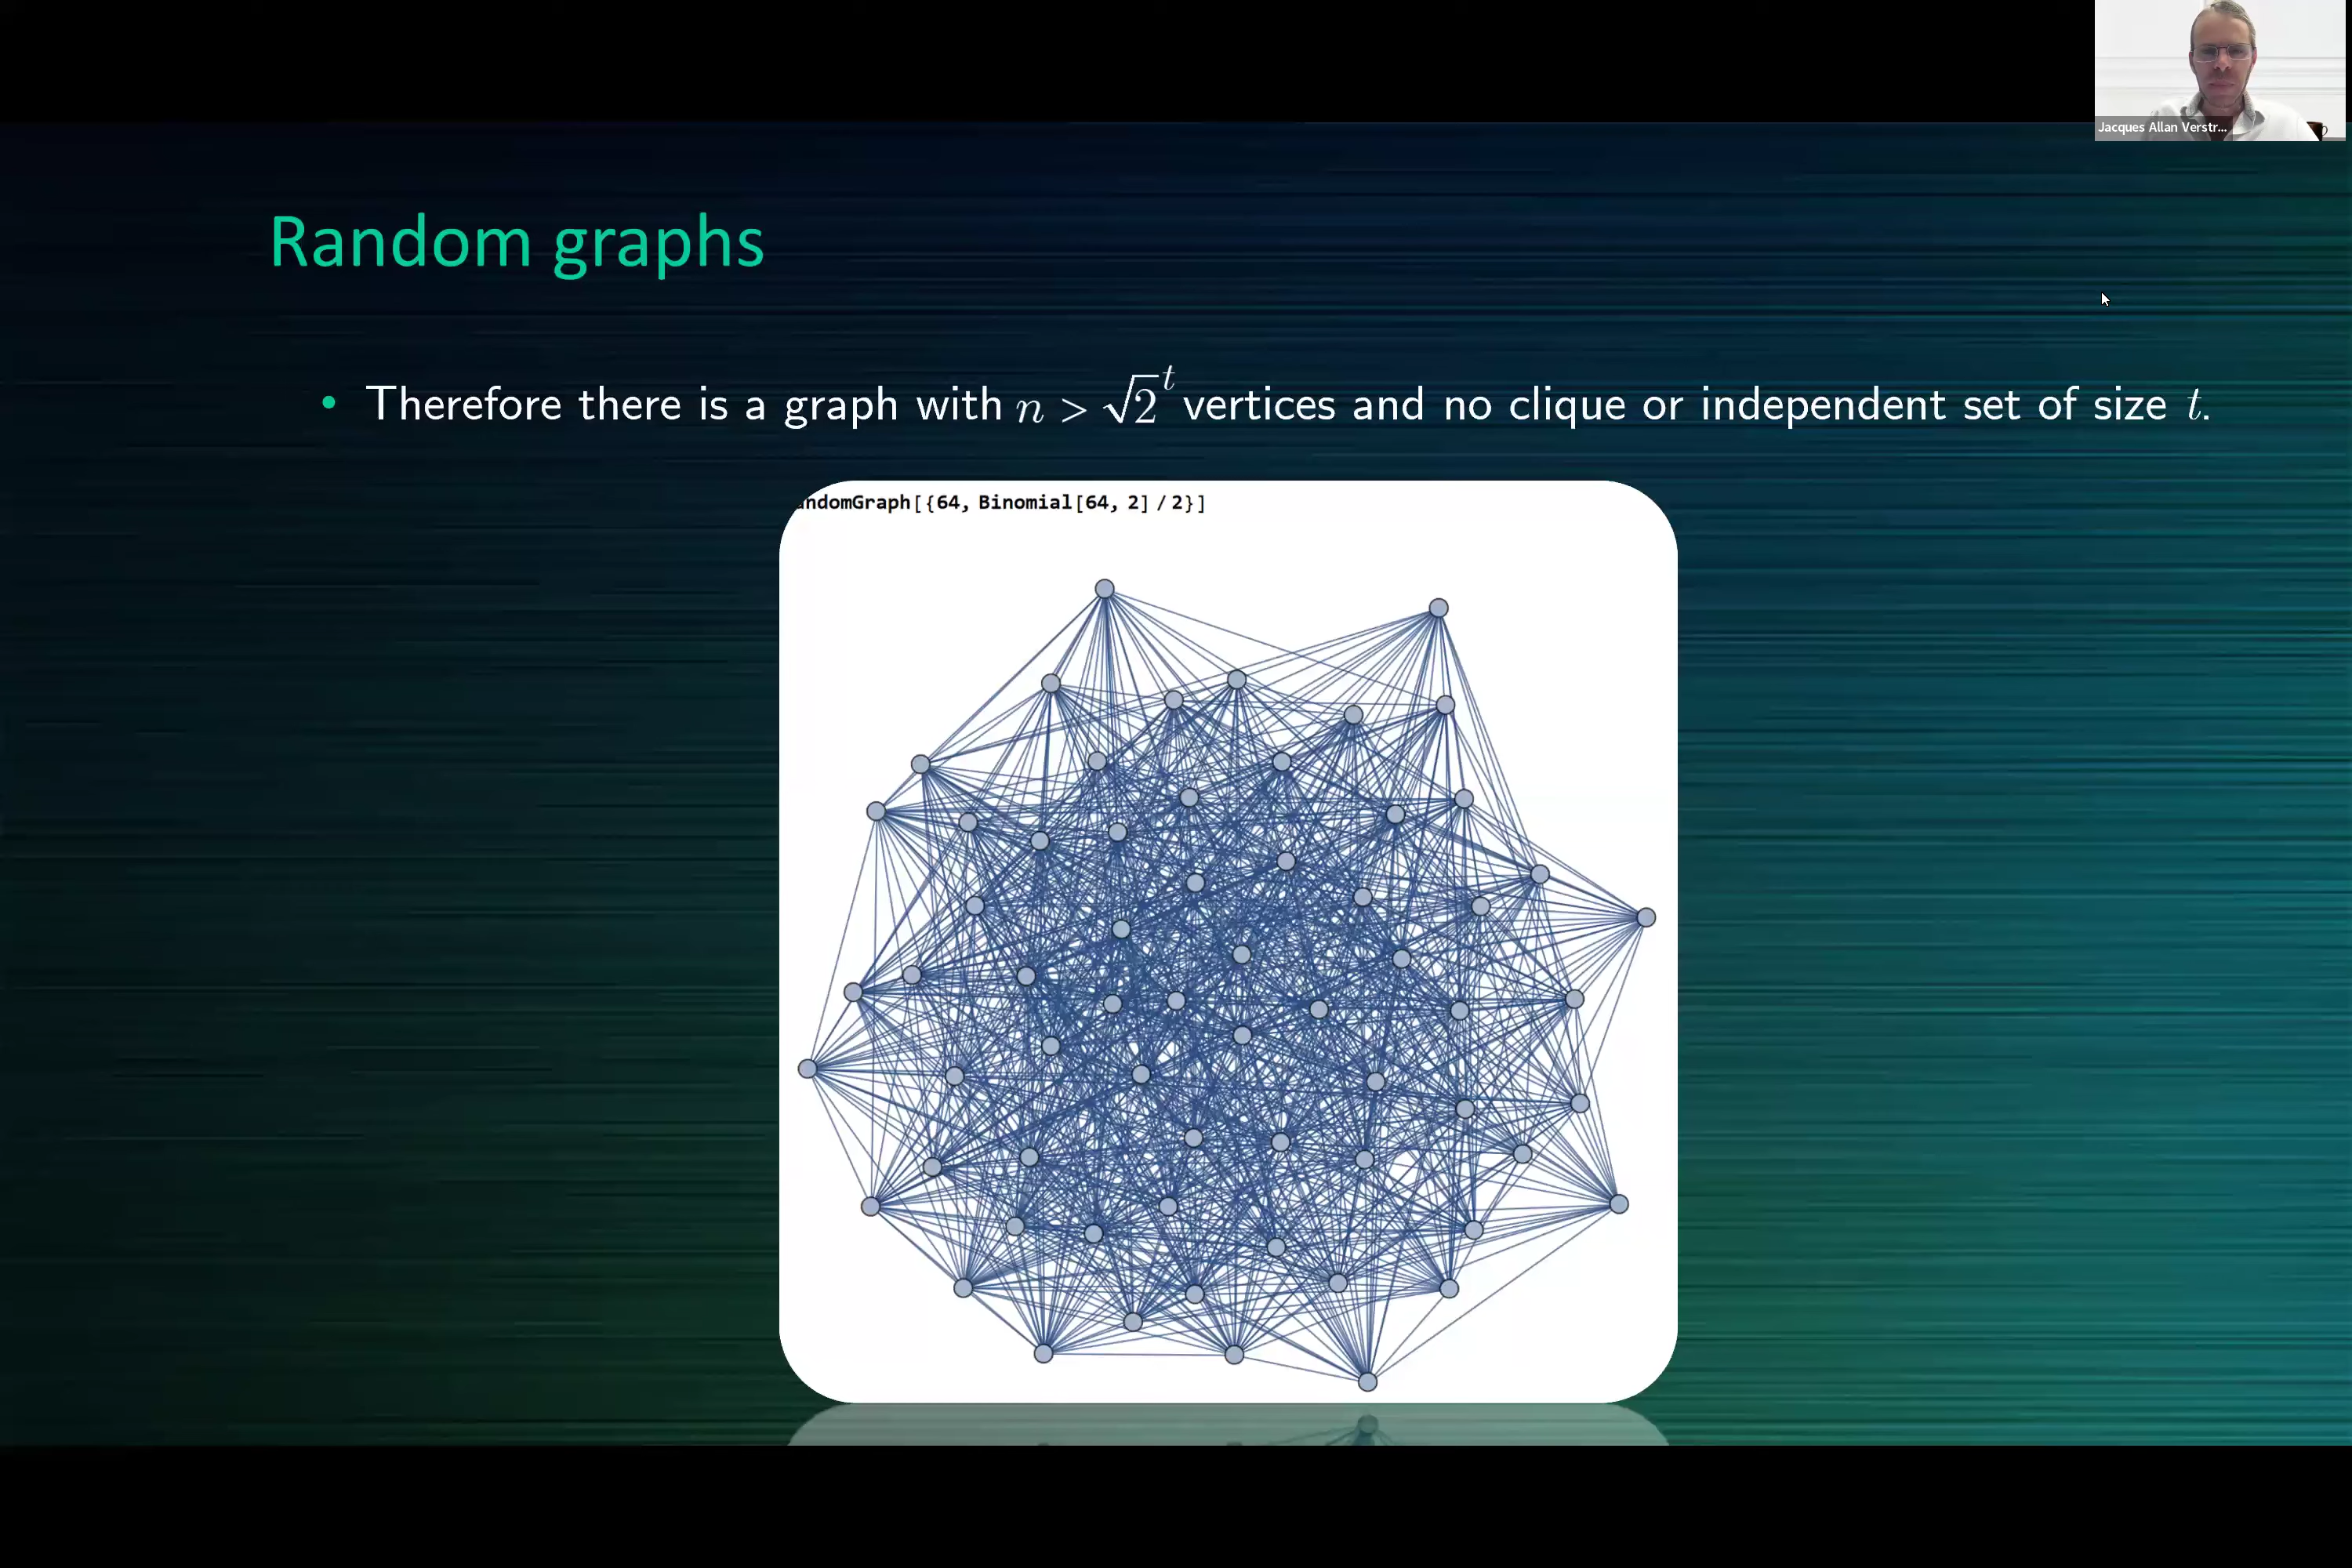 Jacques Allan Verstr...
Random graphs
• Therefore there is a graph with n > √2^t vertices and no clique or independent set of size t.
andomGraph[{64, Binomial[64, 2] / 2}]